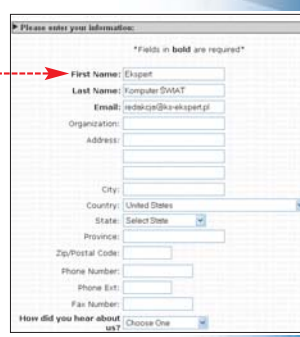 Please enter your information:
*Fields in bold are required*
First Name: Ekspert
Last Name: Komputer ŚWIAT
Email: redakcja@ks-ekspert.pl
Organization:
Address:
City:
Country: United States
State: Select State
Province:
Zip/Postal Code:
Phone Number:
Phone Ext:
Fax Number:
How did you hear about
us? Choose One